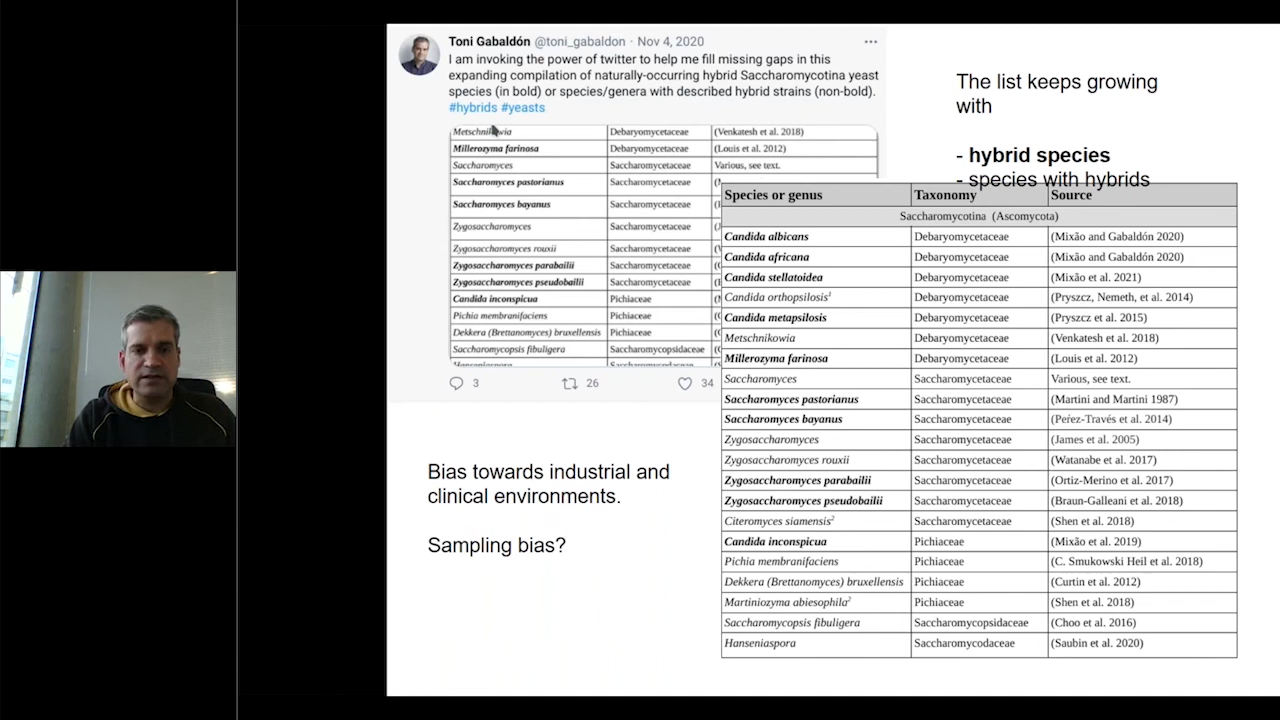 Toni Gabaldón @toni_gabaldon · Nov 4, 2020
I am invoking the power of twitter to help me fill missing gaps in this
expanding compilation of naturally-occurring hybrid Saccharomycotina yeast
species (in bold) or species/genera with described hybrid strains (non-bold).
#hybrids #yeasts
Metschnikowia Debaryomycetaceae (Venkatesh et al. 2018)
Millerozyma farinosa Debaryomycetaceae (Louis et al. 2012)
Saccharomyces Saccharomycetaceae Various, see text.
Saccharomyces pastorianus Saccharomycetaceae
Saccharomyces bayanus Saccharomycetaceae
Zygosaccharomyces Saccharomycetaceae
Zygosaccharomyces rouxii Saccharomycetaceae
Zygosaccharomyces parabailii Saccharomycetaceae
Zygosaccharomyces pseudobailii Saccharomycetaceae
Candida inconspicua Pichiaceae
Pichia membranifaciens Pichiaceae
Dekkera (Brettanomyces) bruxellensis Pichiaceae
Saccharomycopsis fibuligera Saccharomycopsidaceae
3 26 34
The list keeps growing
with
- hybrid species
- species with hybrids
Species or genus Taxonomy Source
Saccharomycotina (Ascomycota)
Candida albicans Debaryomycetaceae (Mixão and Gabaldón 2020)
Candida africana Debaryomycetaceae (Mixão and Gabaldón 2020)
Candida stellatoidea Debaryomycetaceae (Mixão et al. 2021)
Candida orthopsilosis1 Debaryomycetaceae (Pryszcz, Nemeth, et al. 2014)
Candida metapsilosis Debaryomycetaceae (Pryszcz et al. 2015)
Metschnikowia Debaryomycetaceae (Venkatesh et al. 2018)
Millerozyma farinosa Debaryomycetaceae (Louis et al. 2012)
Saccharomyces Saccharomycetaceae Various, see text.
Saccharomyces pastorianus Saccharomycetaceae (Martini and Martini 1987)
Saccharomyces bayanus Saccharomycetaceae (Peŕez-Través et al. 2014)
Zygosaccharomyces Saccharomycetaceae (James et al. 2005)
Zygosaccharomyces rouxii Saccharomycetaceae (Watanabe et al. 2017)
Zygosaccharomyces parabailii Saccharomycetaceae (Ortiz-Merino et al. 2017)
Zygosaccharomyces pseudobailii Saccharomycetaceae (Braun-Galleani et al. 2018)
Citeromyces siamensis2 Saccharomycetaceae (Shen et al. 2018)
Candida inconspicua Pichiaceae (Mixão et al. 2019)
Pichia membranifaciens Pichiaceae (C. Smukowski Heil et al. 2018)
Dekkera (Brettanomyces) bruxellensis Pichiaceae (Curtin et al. 2012)
Martiniozyma abiesophila2 Pichiaceae (Shen et al. 2018)
Saccharomycopsis fibuligera Saccharomycopsidaceae (Choo et al. 2016)
Hanseniaspora Saccharomycodaceae (Saubin et al. 2020)
Bias towards industrial and
clinical environments.
Sampling bias?